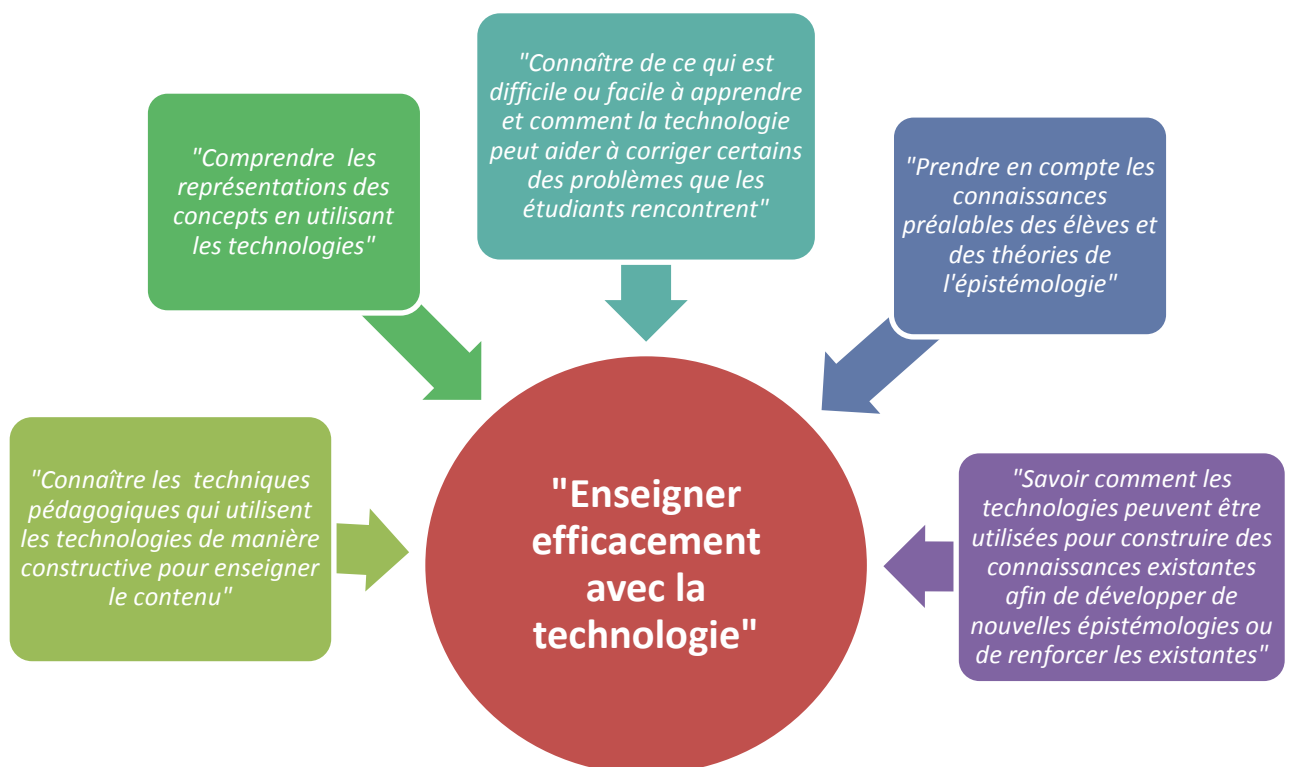 "Connaître de ce qui est
difficile ou facile à apprendre
et comment la technologie
peut aider à corriger certains
des problèmes que les
étudiants rencontrent"
"Comprendre  les
représentations des
concepts en utilisant
les technologies"
"Prendre en compte les
connaissances
préalables des élèves et
des théories de
l'épistémologie"
"Connaître les  techniques
pédagogiques qui utilisent
les technologies de manière
constructive pour enseigner
le contenu"
"Enseigner
efficacement
avec la
technologie"
"Savoir comment les
technologies peuvent être
utilisées pour construire des
connaissances existantes
afin de développer de
nouvelles épistémologies ou
de renforcer les existantes"